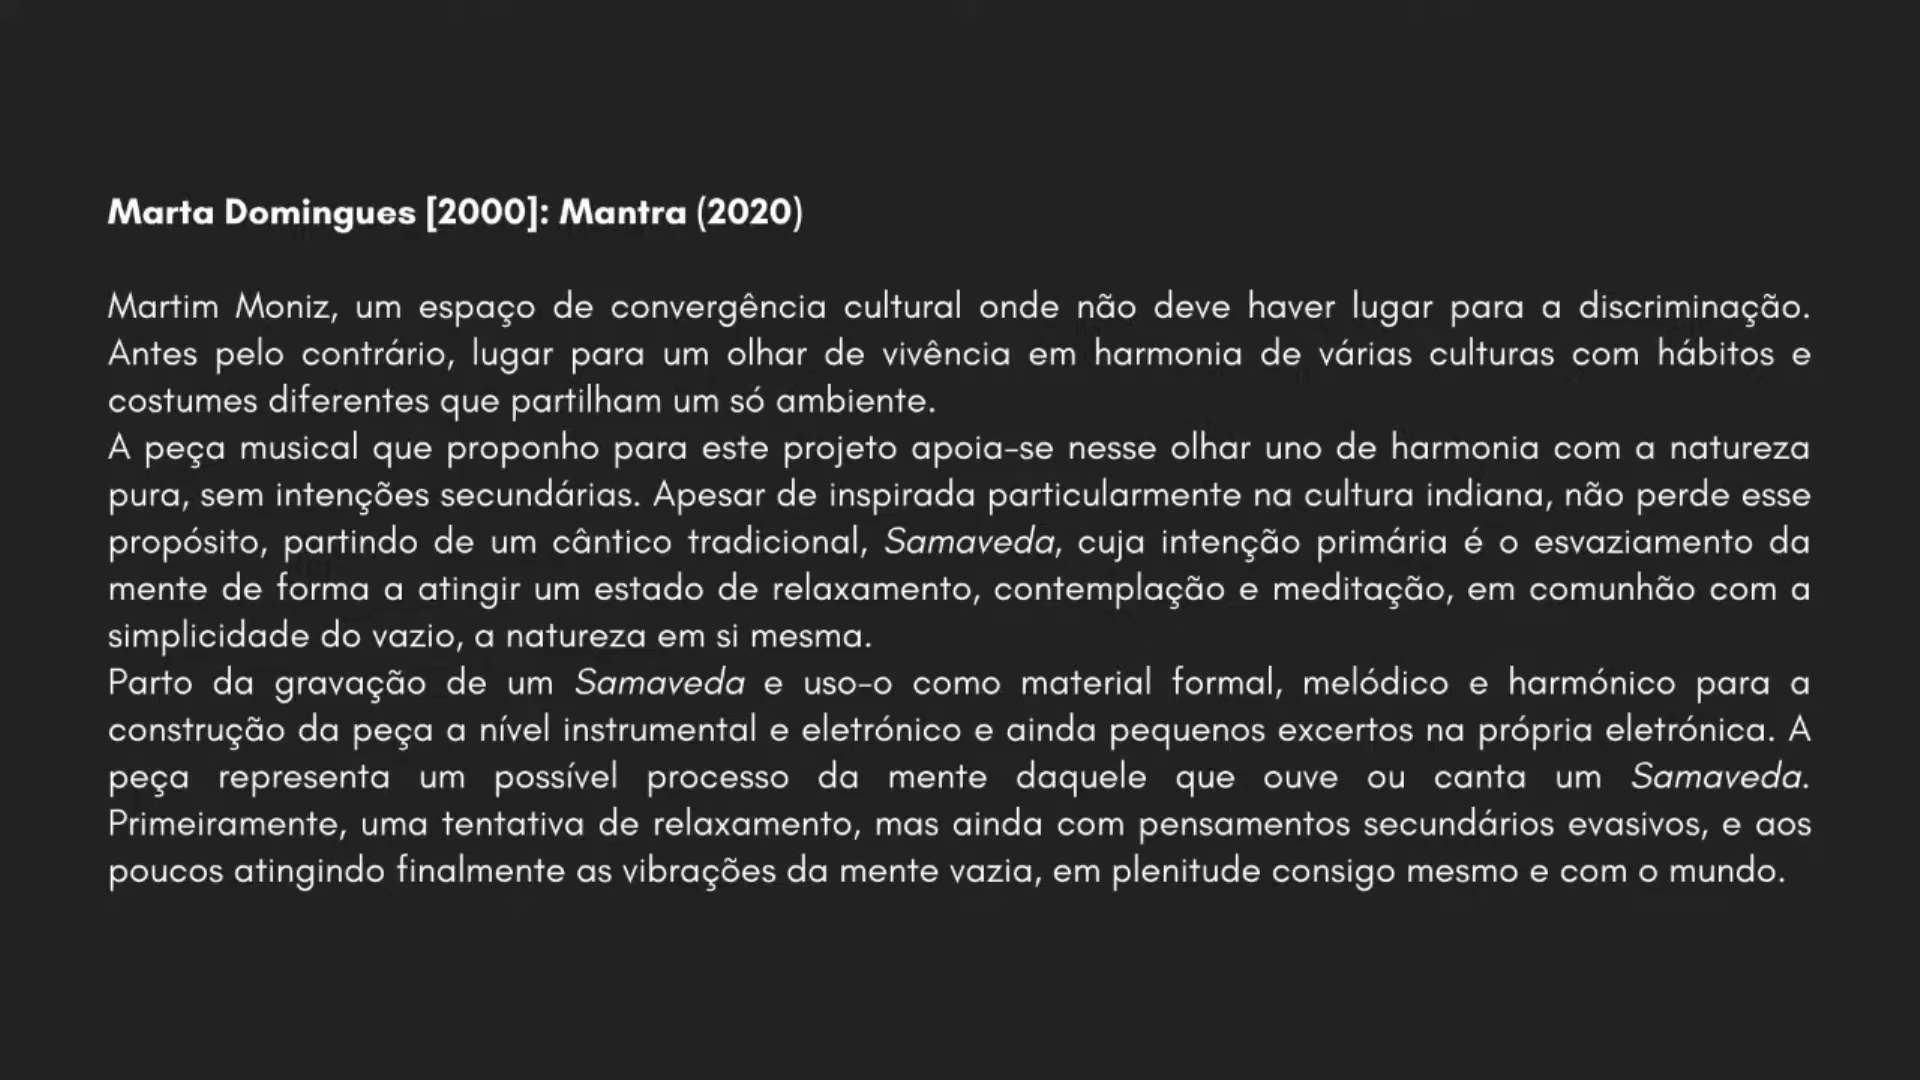 Marta Domingues [2000]: Mantra (2020)
Martim Moniz, um espaço de convergência cultural onde não deve haver lugar para a discriminação.
Antes pelo contrário, lugar para um olhar de vivência em harmonia de várias culturas com hábitos e
costumes diferentes que partilham um só ambiente.
A peça musical que proponho para este projeto apoia-se nesse olhar uno de harmonia com a natureza
pura, sem intenções secundárias. Apesar de inspirada particularmente na cultura indiana, não perde esse
propósito, partindo de um cântico tradicional, Samaveda, cuja intenção primária é o esvaziamento da
mente de forma a atingir um estado de relaxamento, contemplação e meditação, em comunhão com a
simplicidade do vazio, a natureza em si mesma.
Parto da gravação de um Samaveda e uso-o como material formal, melódico e harmónico para a
construção da peça a nível instrumental e eletrónico e ainda pequenos excertos na própria eletrónica. A
peça representa um possível processo da mente daquele que ouve ou canta um Samaveda.
Primeiramente, uma tentativa de relaxamento, mas ainda com pensamentos secundários evasivos, e aos
poucos atingindo finalmente as vibrações da mente vazia, em plenitude consigo mesmo e com o mundo.